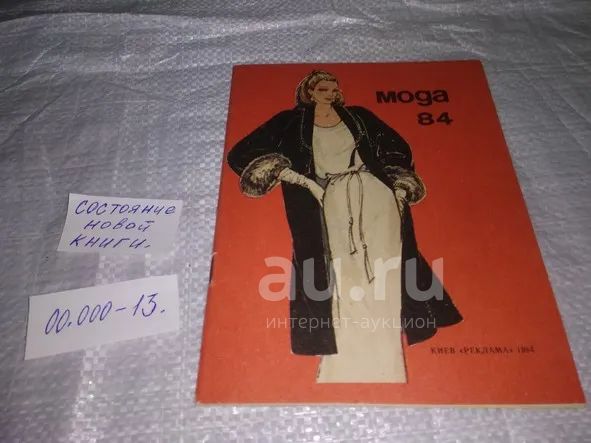 мода
84
СОСТОЯНИЕ
НОВОЙ
КНИГИ.
00.000-13.
au.ru
интернет-аукцион
КИЕВ «РЕКЛАМА» 1984